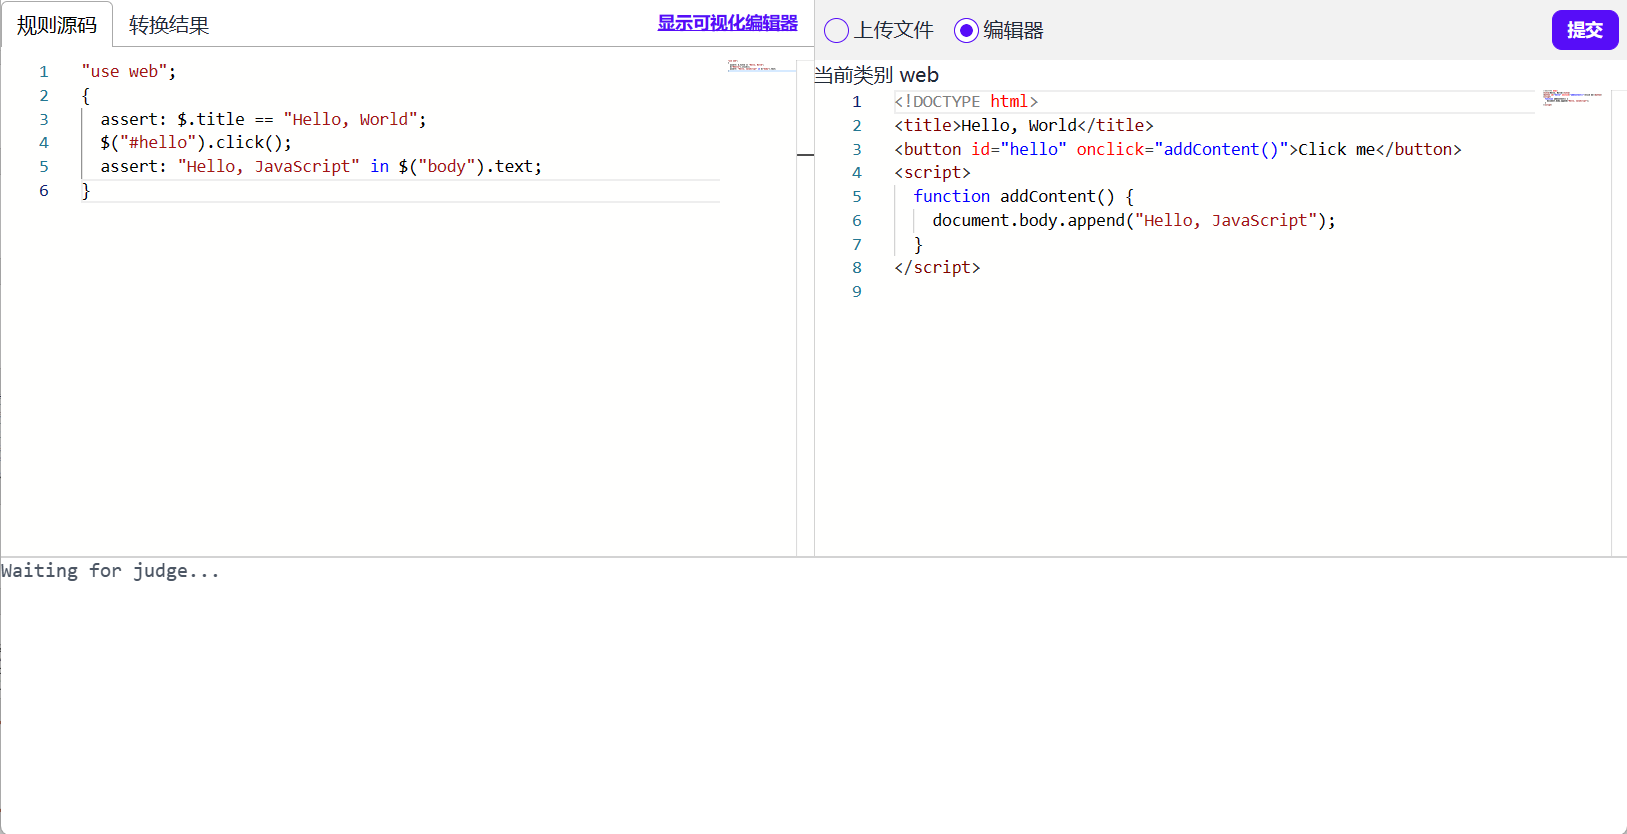 规则源码 转换结果 显示可视化编辑器
1 "use web";
2 {
3 assert: $.title == "Hello, World";
4 $("#hello").click();
5 assert: "Hello, JavaScript" in $("body").text;
6 }
上传文件 编辑器 提交
当前类别 web
1 <!DOCTYPE html>
2 <title>Hello, World</title>
3 <button id="hello" onclick="addContent()">Click me</button>
4 <script>
5 function addContent() {
6 document.body.append("Hello, JavaScript");
7 }
8 </script>
9
Waiting for judge...